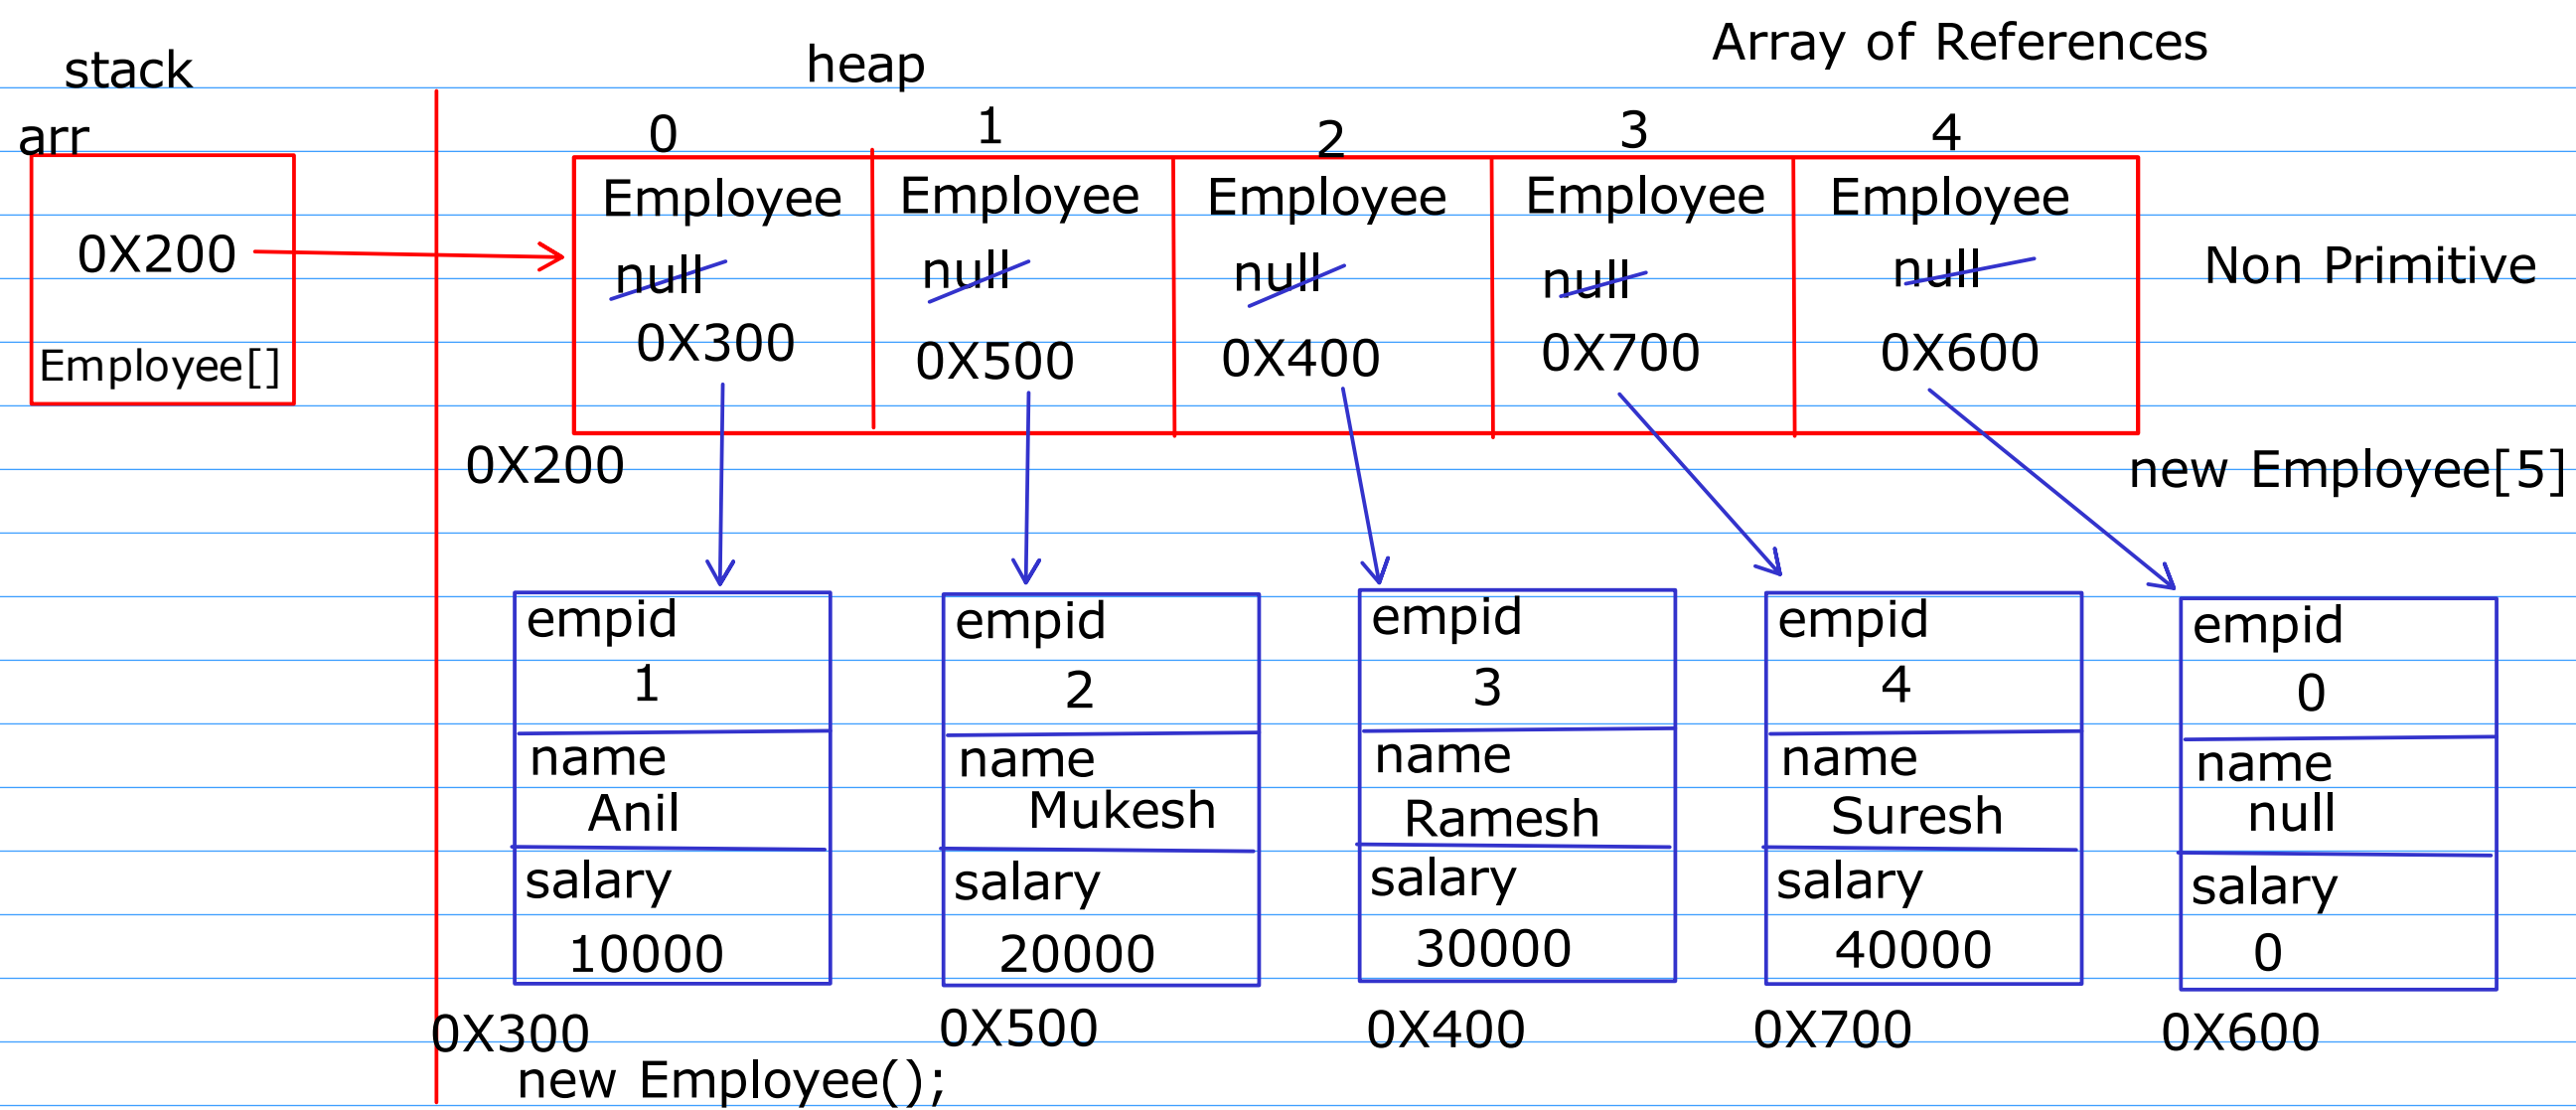 Array of References
stack
heap
arr
0 1 2 3 4
Employee Employee Employee Employee Employee
0X200
null null null null null
Non Primitive
0X300 0X500 0X400 0X700 0X600
Employee[]
0X200
new Employee[5]
empid empid empid empid empid
1 2 3 4 0
name name name name name
Anil Mukesh Ramesh Suresh null
salary salary salary salary salary
10000 20000 30000 40000 0
0X300 0X500 0X400 0X700 0X600
new Employee();